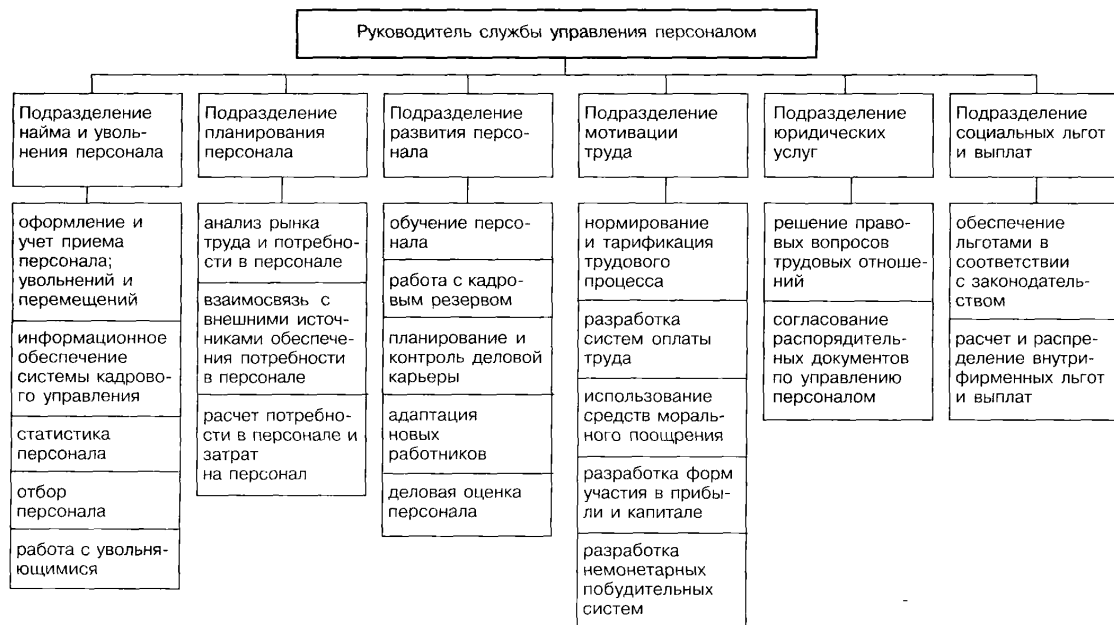 Руководитель службы управления персоналом
Подразделение
найма и уволь-
нения персонала
Подразделение
планирования
персонала
Подразделение
развития персо-
нала
Подразделение
мотивации
труда
Подразделение
юридических
услуг
Подразделение
социальных льгот
и выплат
оформление и
учет приема
персонала;
увольнений и
перемещений
информационное
обеспечение
системы кадрово-
го управления
статистика
персонала
отбор
персонала
работа с увольня-
ющимися
анализ рынка
труда и потребно-
сти в персонале
взаимосвязь с
внешними источ-
никами обеспече-
ния потребности
в персонале
расчет потребно-
сти в персонале и
затрат
на персонал
обучение персо-
нала
работа с кадро-
вым резервом
планирование и
контроль деловой
карьеры
адаптация
новых
работников
деловая оценка
персонала
нормирование
и тарификация
трудового
процесса
разработка
систем оплаты
труда
использование
средств мораль-
ного поощрения
разработка форм
участия в прибы-
ли и капитале
разработка
немонетарных
побудительных
систем
решение право-
вых вопросов
трудовых отноше-
ний
согласование
распорядитель-
ных документов
по управлению
персоналом
обеспечение
льготами в
соответствии
с законодатель-
ством
расчет и распре-
деление внутри-
фирменных льгот
и выплат